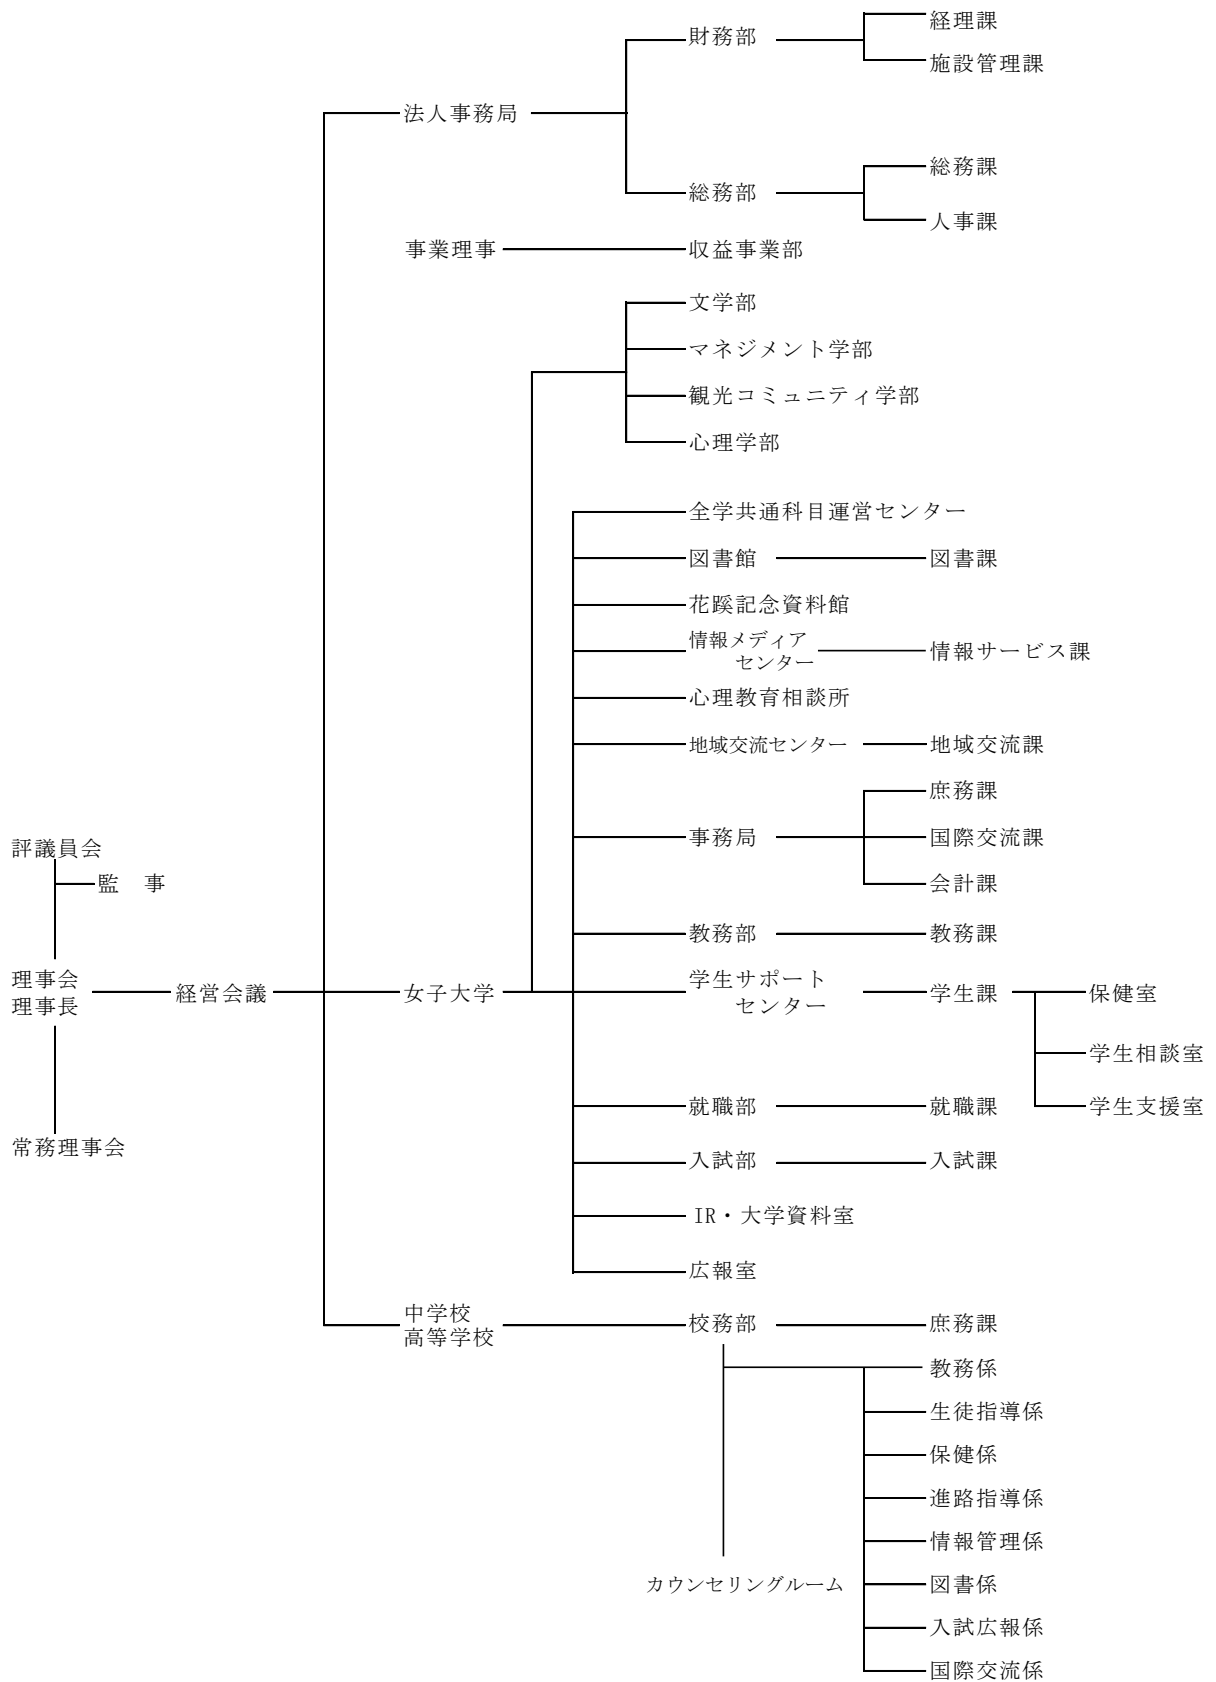 財務部
経理課
施設管理課
法人事務局
総務部
総務課
人事課
事業理事
収益事業部
文学部
マネジメント学部
観光コミュニティ学部
心理学部
全学共通科目運営センター
図書館
図書課
花蹊記念資料館
情報メディア
センター
情報サービス課
心理教育相談所
地域交流センター
地域交流課
事務局
庶務課
国際交流課
会計課
評議員会
監　事
教務部
教務課
理事会
理事長
経営会議
女子大学
学生サポート
センター
学生課
保健室
学生相談室
学生支援室
就職部
就職課
常務理事会
入試部
入試課
IR・大学資料室
広報室
中学校
高等学校
校務部
庶務課
教務係
生徒指導係
保健係
進路指導係
情報管理係
カウンセリングルーム
図書係
入試広報係
国際交流係